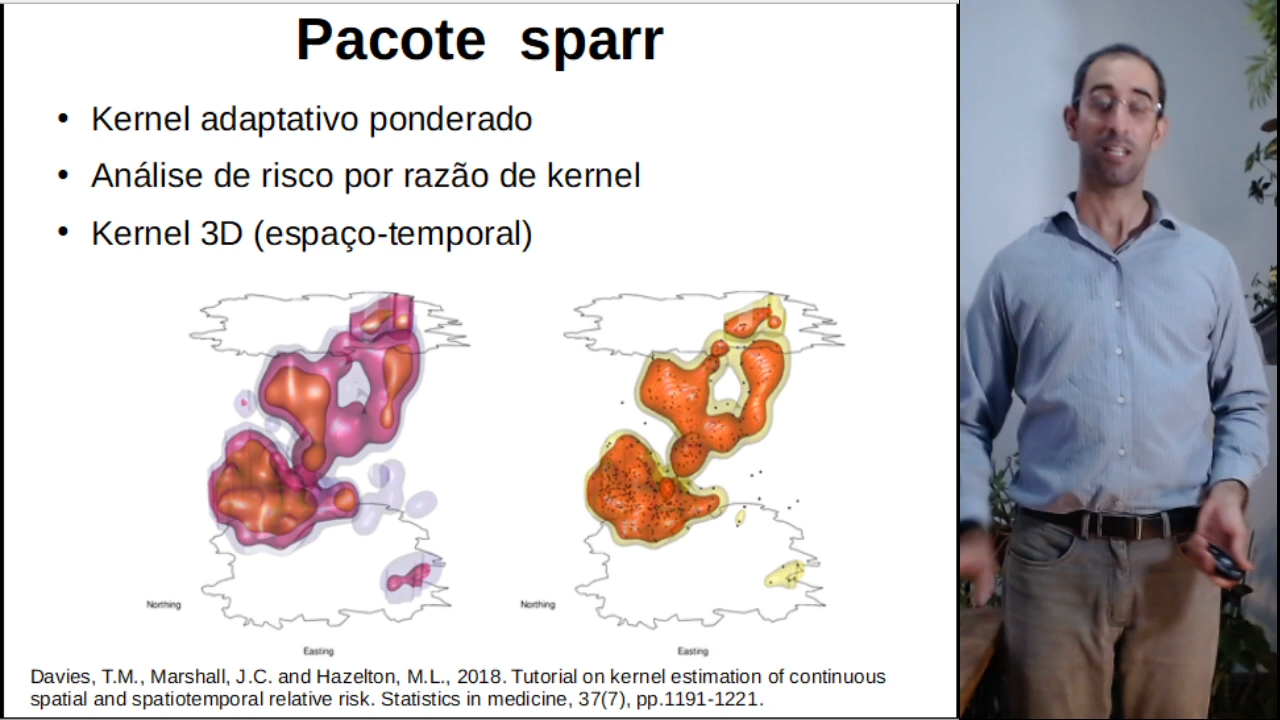 Pacote sparr
• Kernel adaptativo ponderado
• Análise de risco por razão de kernel
• Kernel 3D (espaço-temporal)
Northing
Easting
Northing
Easting
Davies, T.M., Marshall, J.C. and Hazelton, M.L., 2018. Tutorial on kernel estimation of continuous
spatial and spatiotemporal relative risk. Statistics in medicine, 37(7), pp.1191-1221.